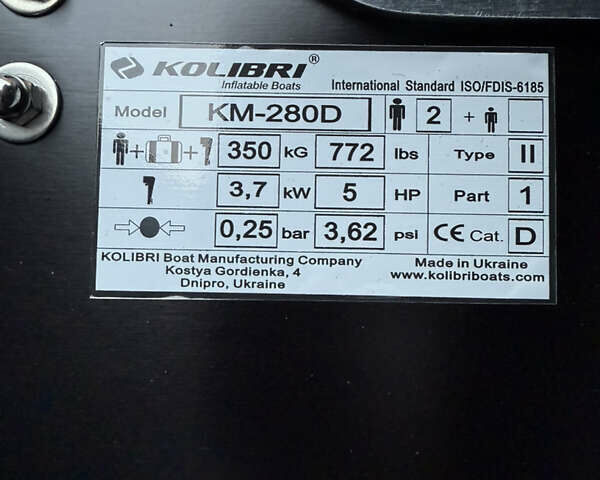 KOLIBRI®
Inflatable Boats
International Standard ISO/FDIS-6185
Model KM-280D 2 +
+ + 350 KG 772 lbs Type II
3,7 kW 5 HP Part 1
0,25 bar 3,62 psi CE Cat. D
KOLIBRI Boat Manufacturing Company
Kostya Gordienka, 4
Dnipro, Ukraine
Made in Ukraine
www.kolibriboats.com